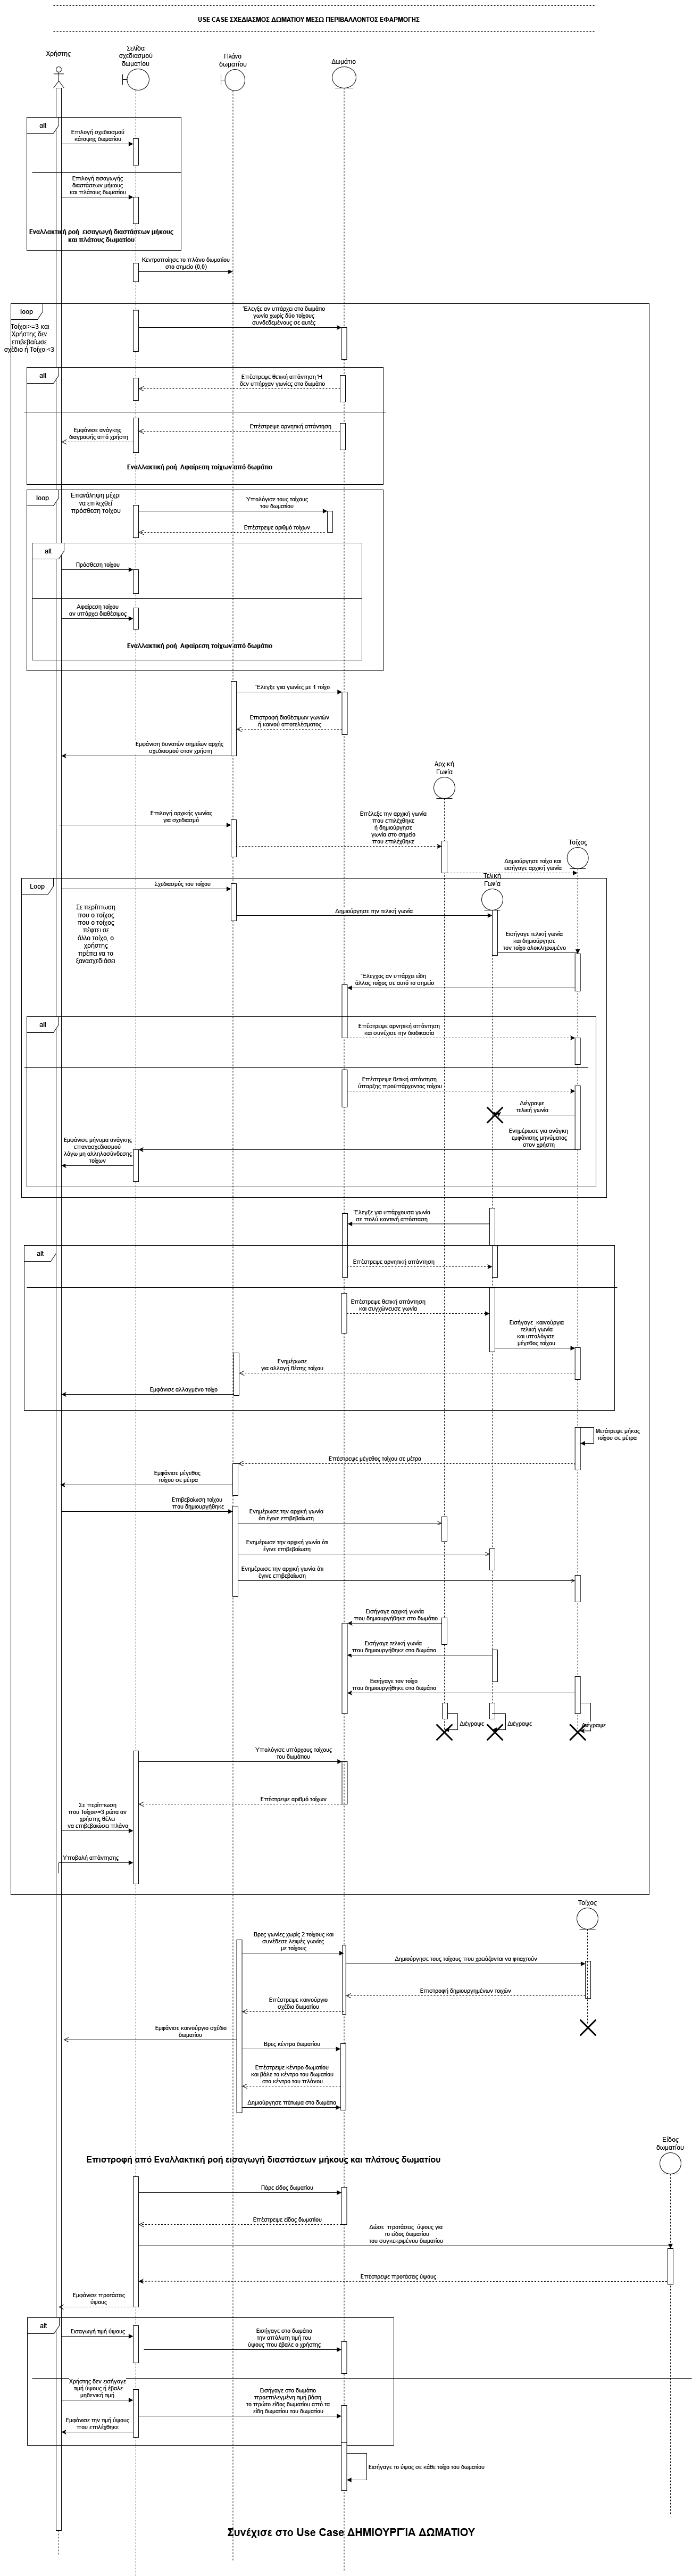 USE CASE ΣΧΕΔΙΑΣΜΟΣ ΔΩΜΑΤΙΟΥ ΜΕΣΩ ΠΕΡΙΒΑΛΛΟΝΤΟΣ ΕΦΑΡΜΟΓΗΣ
Χρήστης
Σελίδα
σχεδιασμού
δωματίου
Πλάνο
δωματίου
Δωμάτιο
alt
Επιλογή σχεδιασμού
κάτοψης δωματίου
Επιλογή εισαγωγής
διαστάσεων μήκους
και πλάτους δωματίου
Εναλλακτική ροή εισαγωγή διαστάσεων μήκους
και πλάτους δωματίου
Κεντροποίησε το πλάνο δωματίου
στο σημείο (0,0)
loop
Τοίχοι>=3 και
Χρήστης δεν
επιβεβαίωσε
σχέδιο ή Τοίχοι<3
Έλεγξε αν υπάρχει στο δωμάτιο
γωνία χωρίς δύο τοίχους
συνδεδεμένους σε αυτές
alt
Επέστρεψε θετική απάντηση Ή
δεν υπήρχαν γωνίες στο δωμάτιο
Επέστρεψε αρνητική απάντηση
Εμφάνισε ανάγκης
διαγραφής από χρήστη
Εναλλακτική ροή Αφαίρεση τοίχων από δωμάτιο
loop
Επανάληψη μέχρι
να επιλεχθεί
πρόσθεση τοίχου
Υπολόγισε τους τοίχους
του δωματίου
Επέστρεψε αριθμό τοίχων
alt
Πρόσθεση τοίχου
Αφαίρεση τοίχου
αν υπάρχει διαθέσιμος
Εναλλακτική ροή Αφαίρεση τοίχων από δωμάτιο
Έλεγξε για γωνίες με 1 τοίχο
Επιστροφή διαθέσιμων γωνιών
ή κανού αποτελέσματος
Εμφάνιση δυνατών σημείων αρχής
σχεδιασμού στον χρήστη
Αρχική
Γωνία
Επιλογή αρχικής γωνίας
για σχεδιασμό
Επέλεξε την αρχική γωνία
που επιλέχθηκε
ή δημιούργησε
γωνία στο σημείο
που επιλέχθηκε
Τοίχος
Δημιούργησε τοίχο και
εισήγαγε αρχική γωνία
Τελική
Γωνία
Loop
Σχεδιασμός του τοίχου
Σε περίπτωση
που ο τοίχος
που ο τοίχος
πέφτει σε
άλλο τοίχο, ο
χρήστης
πρέπει να το
ξανασχεδιάσει
Δημιούργησε την τελική γωνία
Εισήγαγε τελική γωνία
και δημιούργησε
τον τοίχο ολοκληρωμένο
Έλεγχος αν υπάρχει είδη
άλλος τοίχος σε αυτό το σημείο
alt
Επέστρεψε αρνητική απάντηση
και συνέχισε την διαδικασία
Επέστρεψε θετική απάντηση
ύπαρξης προϋπάρχοντας τοίχου
Διέγραψε
τελική γωνία
Ενημέρωσε για ανάγκη
εμφάνισης μηνύματος
στον χρήστη
Εμφάνισε μήνυμα ανάγκης
επανασχεδιασμού
λόγω μη αλληλοσύνδεσης
τοίχων
Έλεγξε για υπάρχουσα γωνία
σε πολύ κοντινή απόσταση
alt
Επέστρεψε αρνητική απάντηση
Επέστρεψε θετική απάντηση
και συγχώνευσε γωνία
Εισήγαγε καινούργια
τελική γωνία
και υπολόγισε
μέγεθος τοίχου
Ενημέρωσε
για αλλαγή θέσης τοίχου
Εμφάνισε αλλαγμένο τοίχο
Μετάτρεψε μήκος
τοίχου σε μέτρα
Επέστρεψε μέγεθος τοίχου σε μέτρα
Εμφάνισε μέγεθος
τοίχου σε μέτρα
Επιβεβαίωση τοίχου
που δημιουργήθηκε
Ενημέρωσε την αρχική γωνία
ότι έγινε επιβεβαίωση
Ενημέρωσε την αρχική γωνία ότι
έγινε επιβεβαίωση
Ενημέρωσε την αρχική γωνία ότι
έγινε επιβεβαίωση
Εισήγαγε αρχική γωνία
που δημιουργήθηκε στο δωμάτιο
Εισήγαγε τελική γωνία
που δημιουργήθηκε στο δωμάτιο
Εισήγαγε τον τοίχο
που δημιουργήθηκε στο δωμάτιο
Διέγραψε
Διέγραψε
Διέγραψε
Υπολόγισε υπάρχους τοίχους
του δωματίου
Επέστρεψε αριθμό τοίχων
Σε περίπτωση
που Τοίχοι>=3,ρώτα αν
χρήστης θέλει
να επιβεβαιώσει πλάνο
Υποβολή απάντησης
Τοίχος
Βρες γωνίες χωρίς 2 τοίχους και
συνέδεσε λειψές γωνίες
με τοίχους
Δημιούργησε τους τοίχους που χρειάζονται να φτιαχτούν
Επιστροφή δημιουργημένων τοιχών
Επέστρεψε καινούργιο
σχέδιο δωματίου
Εμφάνισε καινούργιο σχέδιο
δωματίου
Βρες κέντρο δωματίου
Επέστρεψε κέντρο δωματίου
και βάλε το κέντρο του δωματίου
στο κέντρο του πλάνου
Δημιούργησε πάτωμα στο δωμάτιο
Είδος
δωματίου
Επιστροφή από Εναλλακτική ροή εισαγωγή διαστάσεων μήκους και πλάτους δωματίου
Πάρε είδος δωματίου
Επέστρεψε είδος δωματίου
Δώσε προτάσεις ύψους για
το είδος δωματίου
του συγκεκριμένου δωματίου
Επέστρεψε προτάσεις ύψους
Εμφάνισε προτάσεις
ύψους
alt
Εισαγωγή τιμή ύψους
Εισήγαγε στο δωμάτιο
την απόλυτη τιμή του
ύψους που έβαλε ο χρήστης
Χρήστης δεν εισήγαγε
τιμή ύψους ή έβαλε
μηδενική τιμή
Εισήγαγε στο δωμάτιο
προεπιλεγμένη τιμή βάση
το πρώτο είδος δωματίου από τα
είδη δωματίου του δωματίου
Εμφάνισε την τιμή ύψους
που επιλέχθηκε
Εισήγαγε το ύψος σε κάθε τοίχο του δωματίου
Συνέχισε στο Use Case ΔΗΜΙΟΥΡΓΊΑ ΔΩΜΑΤΙΟΥ